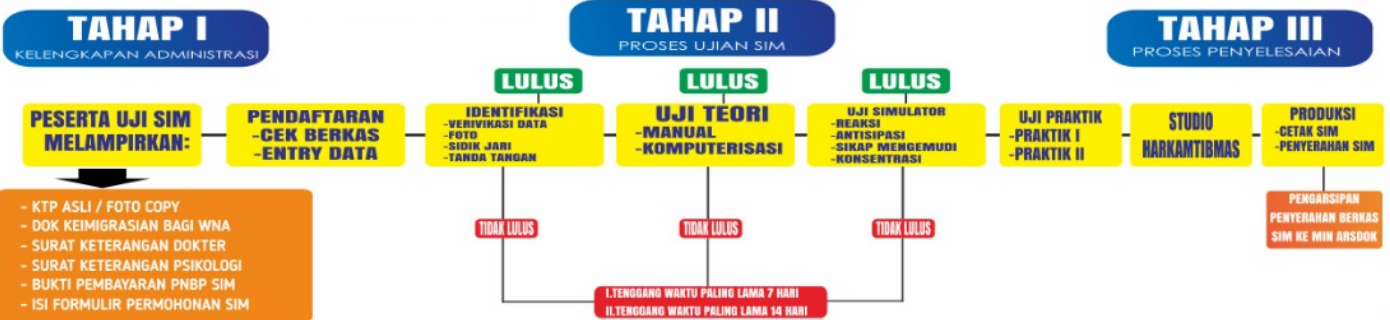 TAHAP I
KELENGKAPAN ADMINISTRASI
TAHAP II
PROSES UJIAN SIM
TAHAP III
PROSES PENYELESAIAN
LULUS
LULUS
LULUS
PESERTA UJI SIM
MELAMPIRKAN:
PENDAFTARAN
-CEK BERKAS
-ENTRY DATA
IDENTIFIKASI
-VERIVIKASI DATA
-FOTO
-SIDIK JARI
-TANDA TANGAN
UJI TEORI
-MANUAL
-KOMPUTERISASI
UJI SIMULATOR
-REAKSI
-ANTISIPASI
-SIKAP MENGEMUDI
-KONSENTRASI
UJI PRAKTIK
-PRAKTIK I
-PRAKTIK II
STUDIO
HARKAMTIBMAS
PRODUKSI
-CETAK SIM
-PENYERAHAN SIM
- KTP ASLI / FOTO COPY
- DOK KEIMIGRASIAN BAGI WNA
- SURAT KETERANGAN DOKTER
- SURAT KETERANGAN PSIKOLOGI
- BUKTI PEMBAYARAN PNBP SIM
- ISI FORMULIR PERMOHONAN SIM
TIDAK LULUS
TIDAK LULUS
TIDAK LULUS
PENGARSIPAN
PENYERAHAN BERKAS
SIM KE MIN ARSDOK
I.TENGGANG WAKTU PALING LAMA 7 HARI
II.TENGGANG WAKTU PALING LAMA 14 HARI